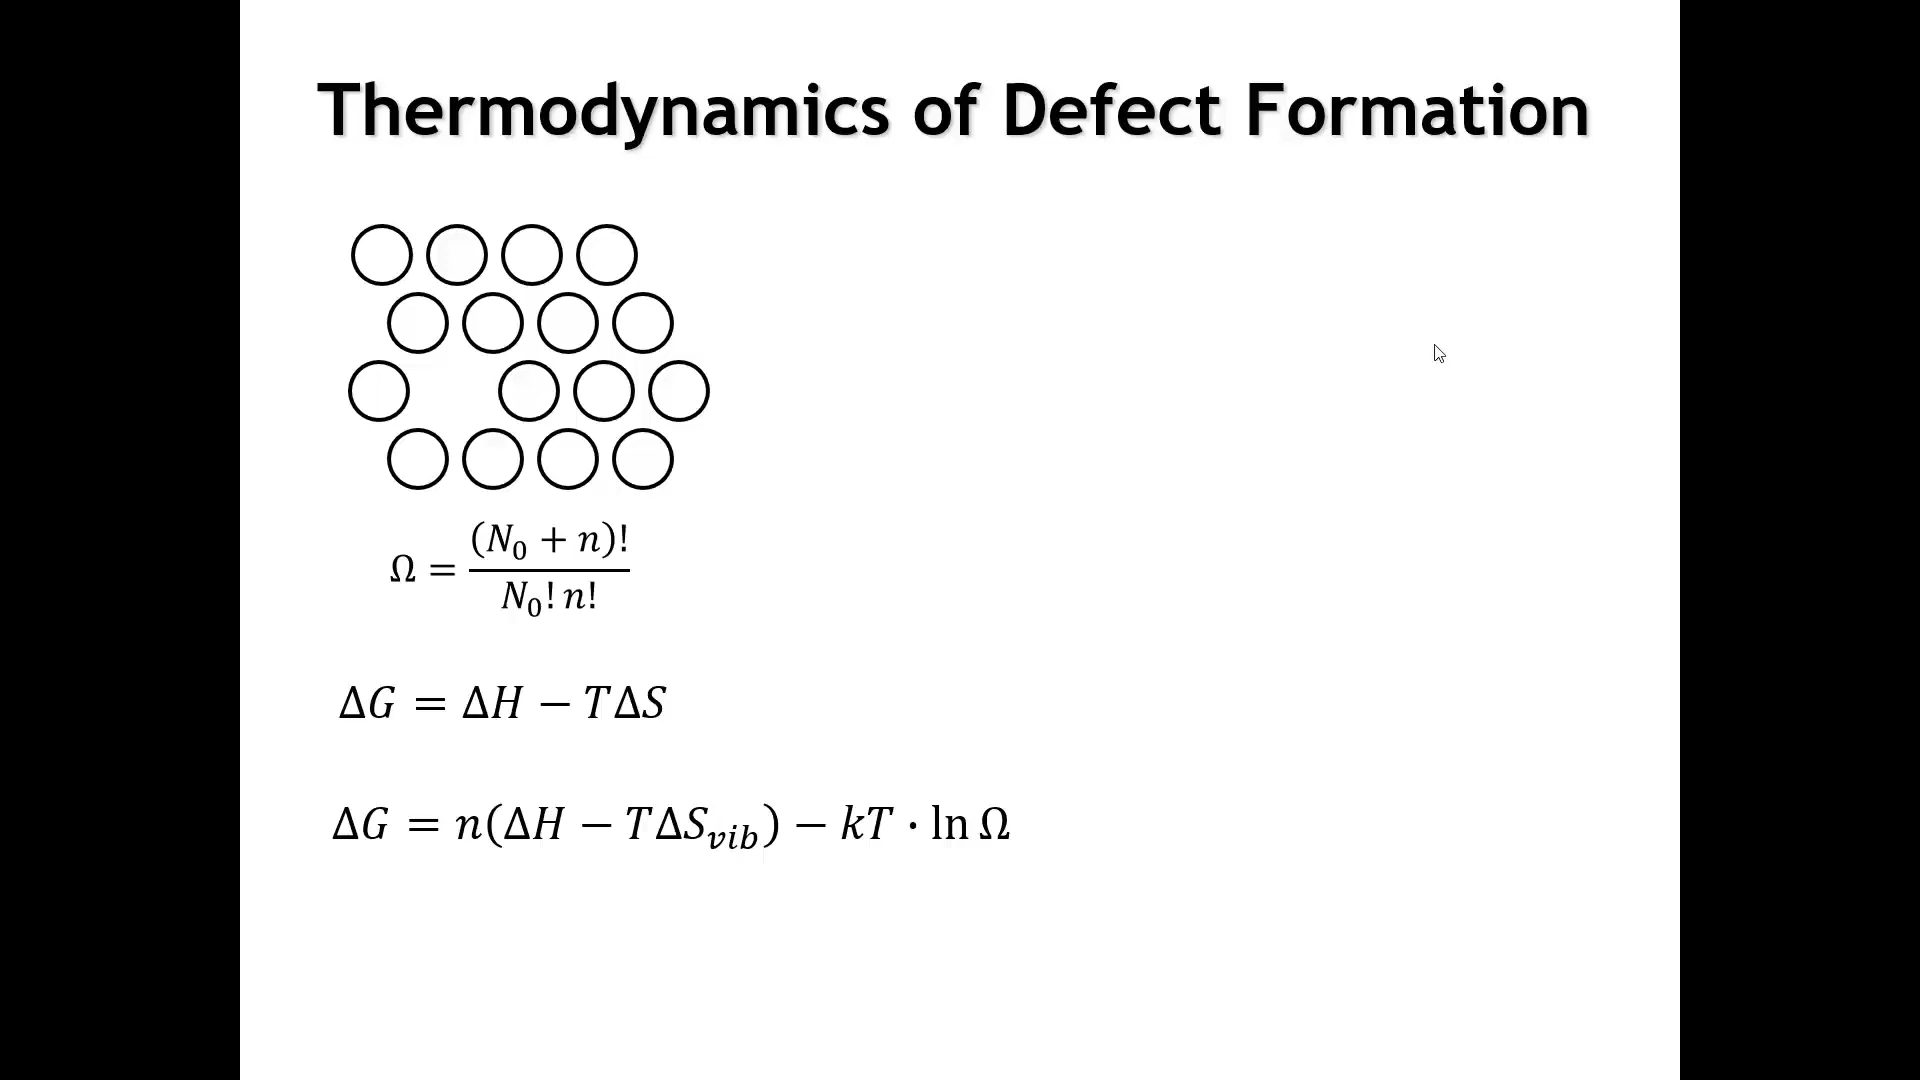 Thermodynamics of Defect Formation
Ω = (N₀ + n)! / N₀! n!
ΔG = ΔH − TΔS
ΔG = n(ΔH − TΔS_vib) − kT · ln Ω